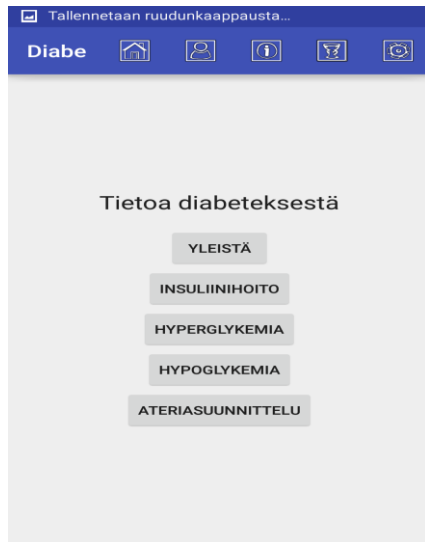 Tallennetaan ruudunkaappausta...
Diabe
Tietoa diabeteksestä
YLEISTÄ
INSULIINIHOITO
HYPERGLYKEMIA
HYPOGLYKEMIA
ATERIASUUNNITTELU